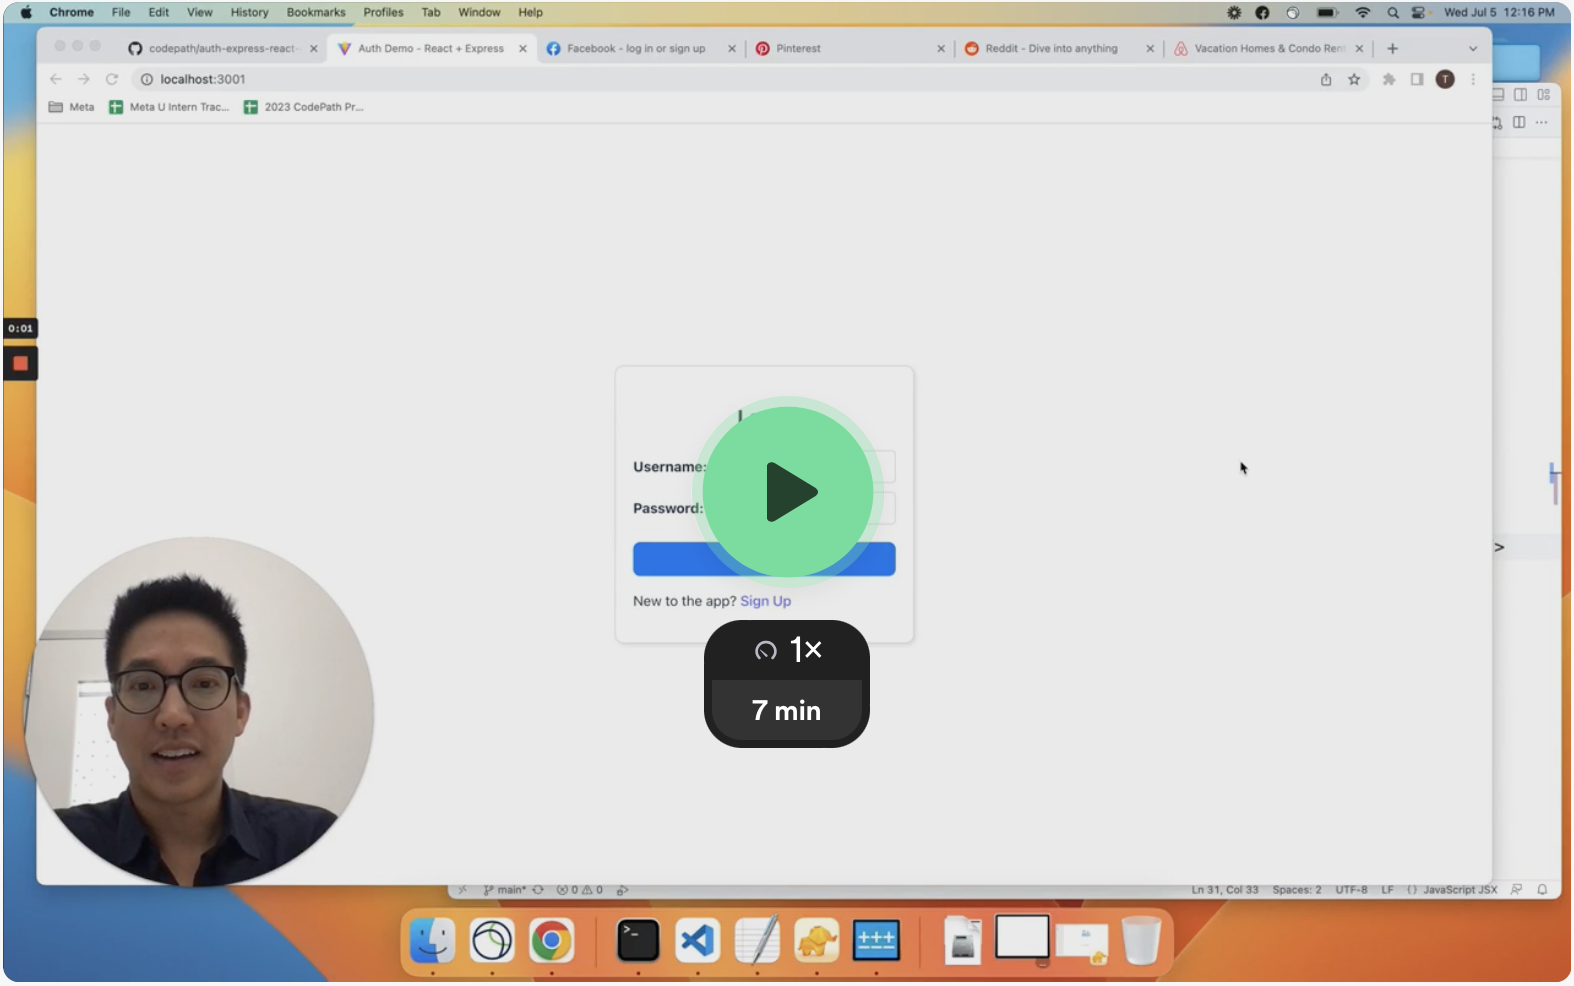 Chrome File Edit View History Bookmarks Profiles Tab Window Help Wed Jul 5 12:16 PM
codepath/auth-express-react- Auth Demo - React + Express Facebook - log in or sign up Pinterest Reddit - Dive into anything Vacation Homes & Condo Ren
localhost:3001 T
Meta Meta U Intern Trac... 2023 CodePath Pr...
0:01
Username:
Password:
>
New to the app? Sign Up
1×
7 min
main* 0 0 Ln 31, Col 33 Spaces: 2 UTF-8 LF {} JavaScript JSX